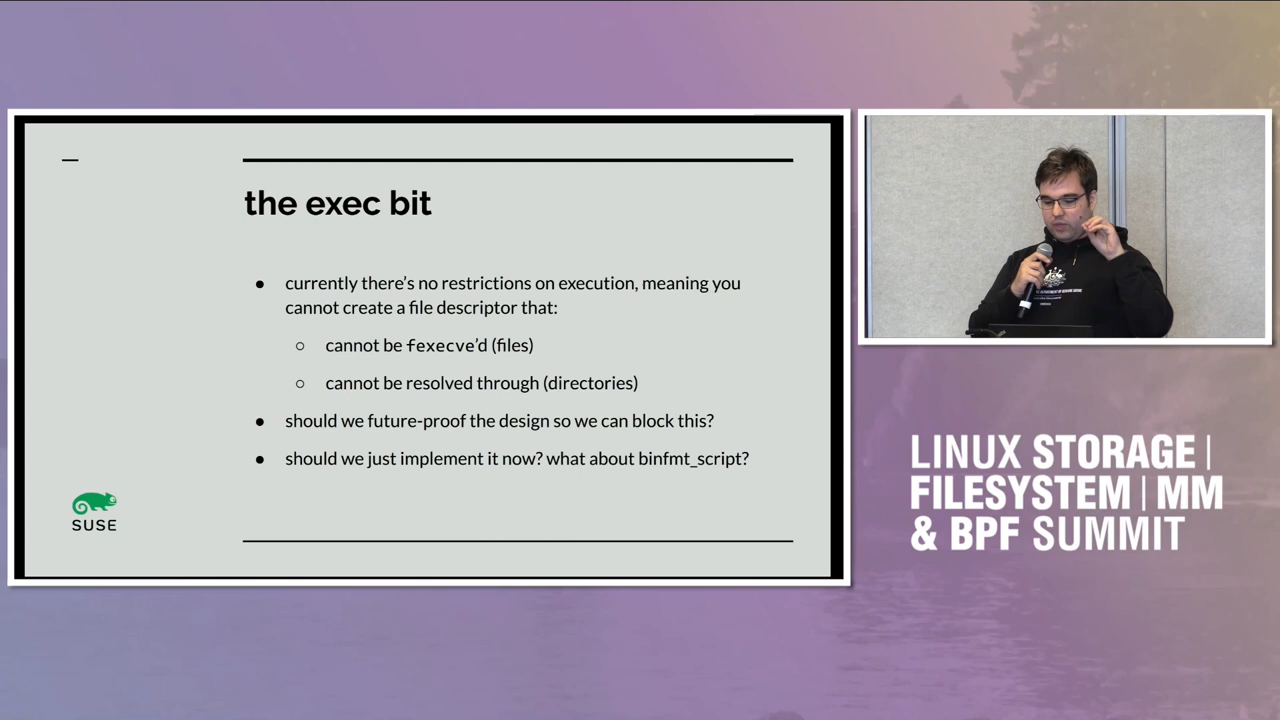 the exec bit
● currently there's no restrictions on execution, meaning you
cannot create a file descriptor that:
○ cannot be fexecve'd (files)
○ cannot be resolved through (directories)
● should we future-proof the design so we can block this?
● should we just implement it now? what about binfmt_script?
SUSE
LINUX STORAGE |
FILESYSTEM | MM
& BPF SUMMIT